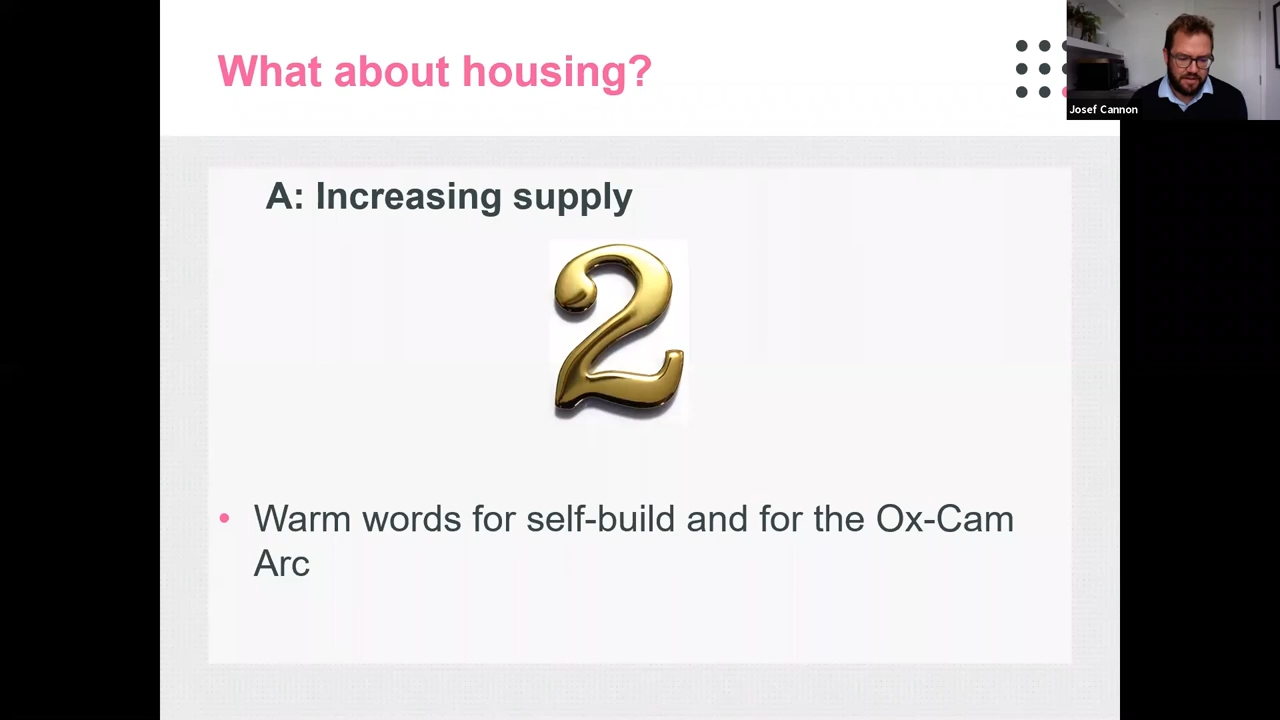 What about housing?
Josef Cannon
A: Increasing supply
2
• Warm words for self-build and for the Ox-Cam
Arc